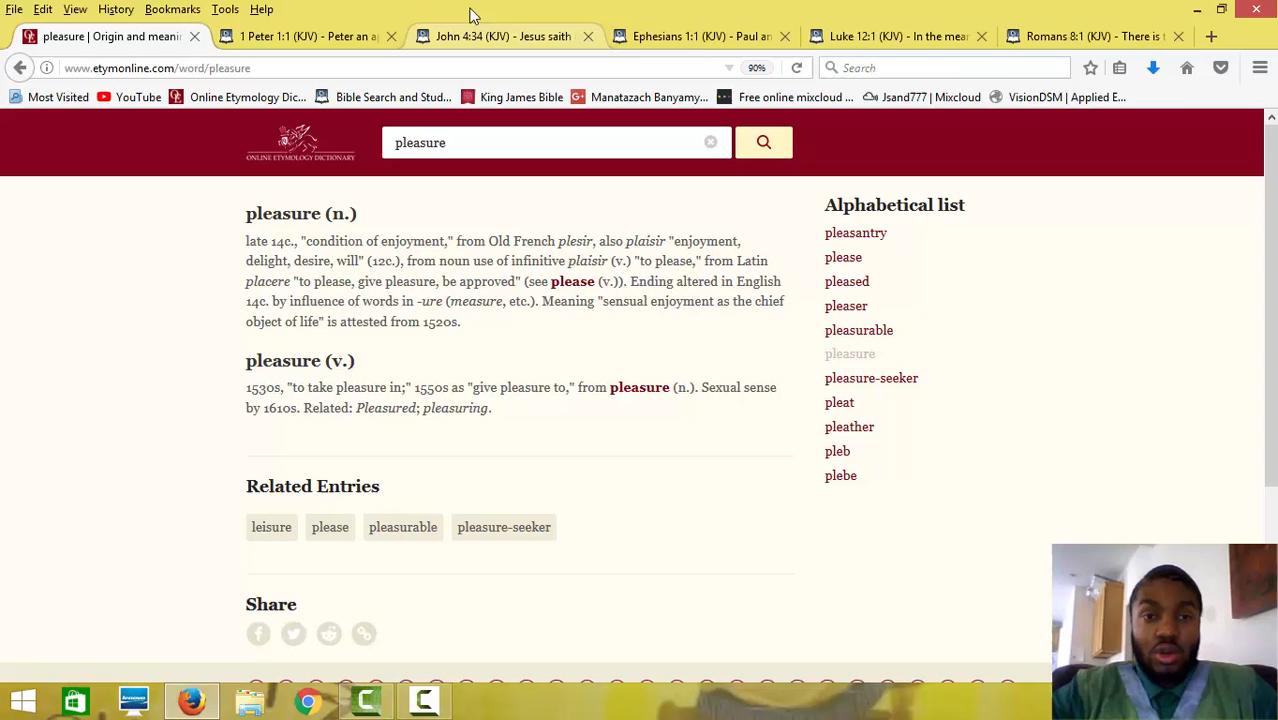 File Edit View History Bookmarks Tools Help
pleasure | Origin and meanin
1 Peter 1:1 (KJV) - Peter an a
John 4:34 (KJV) - Jesus saith
Ephesians 1:1 (KJV) - Paul an
Luke 12:1 (KJV) - In the mear
Romans 8:1 (KJV) - There is t
www.etymonline.com/word/pleasure
90%
Search
Most Visited
YouTube
Online Etymology Dic...
Bible Search and Stud...
King James Bible
Manatazach Banyamy...
Free online mixcloud ...
Jsand777 | Mixcloud
VisionDSM | Applied E...
ONLINE ETYMOLOGY DICTIONARY
pleasure
pleasure (n.)
late 14c., "condition of enjoyment," from Old French plesir, also plaisir "enjoyment,
delight, desire, will" (12c.), from noun use of infinitive plaisir (v.) "to please," from Latin
placere "to please, give pleasure, be approved" (see please (v.)). Ending altered in English
14c. by influence of words in -ure (measure, etc.). Meaning "sensual enjoyment as the chief
object of life" is attested from 1520s.
pleasure (v.)
1530s, "to take pleasure in;" 1550s as "give pleasure to," from pleasure (n.). Sexual sense
by 1610s. Related: Pleasured; pleasuring.
Related Entries
leisure please pleasurable pleasure-seeker
Share
Alphabetical list
pleasantry
please
pleased
pleaser
pleasurable
pleasure
pleasure-seeker
pleat
pleather
pleb
plebe